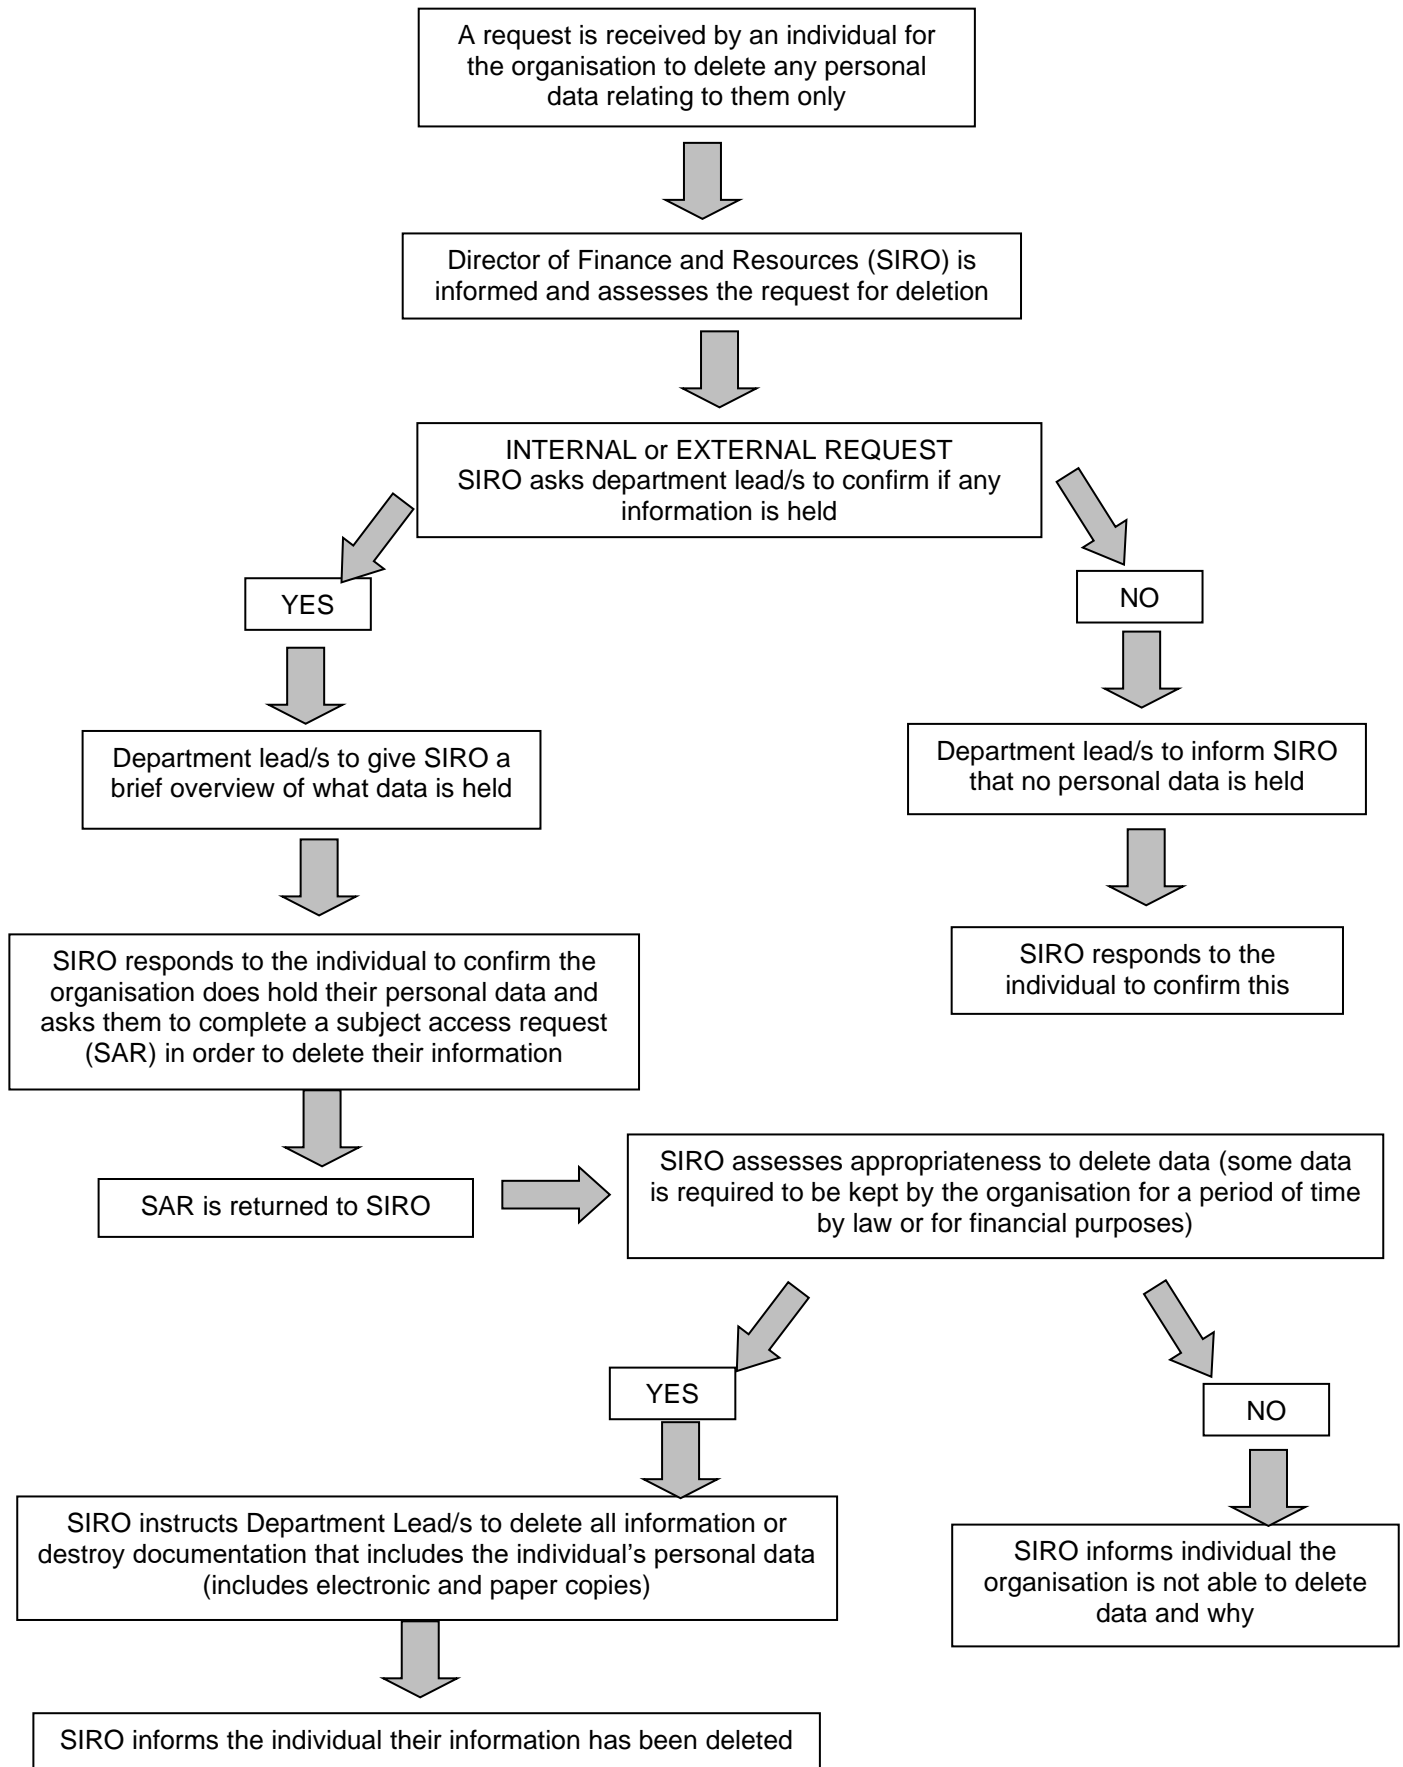 A request is received by an individual for
the organisation to delete any personal
data relating to them only
Director of Finance and Resources (SIRO) is
informed and assesses the request for deletion
INTERNAL or EXTERNAL REQUEST
SIRO asks department lead/s to confirm if any
information is held
YES
NO
Department lead/s to give SIRO a
brief overview of what data is held
Department lead/s to inform SIRO
that no personal data is held
SIRO responds to the individual to confirm the
organisation does hold their personal data and
asks them to complete a subject access request
(SAR) in order to delete their information
SIRO responds to the
individual to confirm this
SAR is returned to SIRO
SIRO assesses appropriateness to delete data (some data
is required to be kept by the organisation for a period of time
by law or for financial purposes)
YES
NO
SIRO instructs Department Lead/s to delete all information or
destroy documentation that includes the individual’s personal data
(includes electronic and paper copies)
SIRO informs individual the
organisation is not able to delete
data and why
SIRO informs the individual their information has been deleted